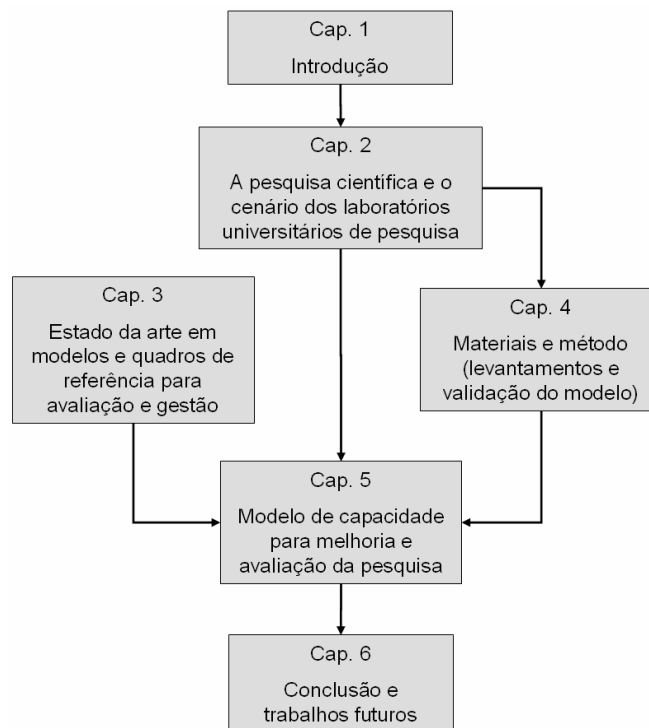 Cap. 1
Introdução
Cap. 2
A pesquisa científica e o
cenário dos laboratórios
universitários de pesquisa
Cap. 3
Estado da arte em
modelos e quadros de
referência para
avaliação e gestão
Cap. 4
Materiais e método
(levantamentos e
validação do modelo)
Cap. 5
Modelo de capacidade
para melhoria e
avaliação da pesquisa
Cap. 6
Conclusão e
trabalhos futuros